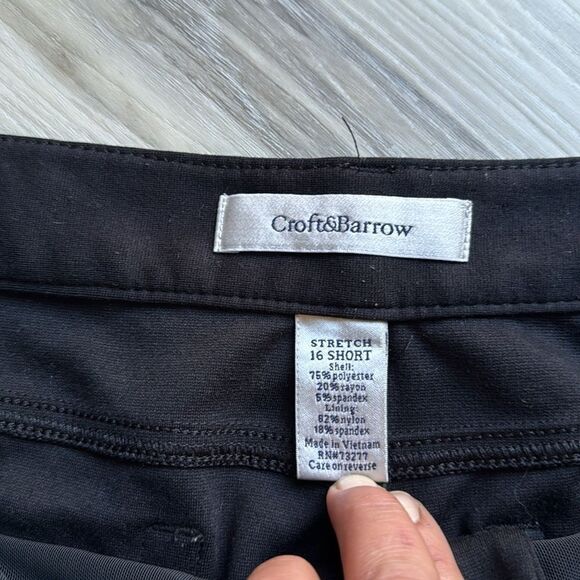 Croft&Barrow
STRETCH
16 SHORT
Shell:
75% polyester
20% rayon
5% spandex
Lining:
82% nylon
18% spandex
Made in Vietnam
RN#73277
Care on reverse